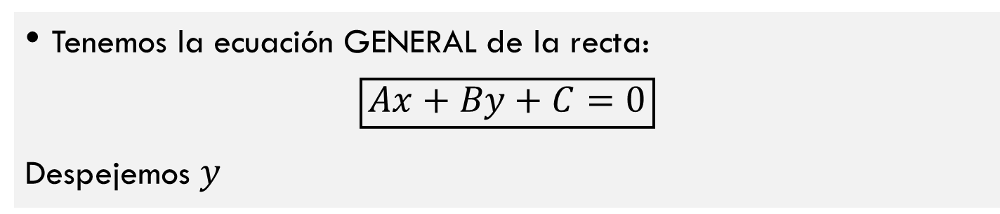 • Tenemos la ecuación GENERAL de la recta:
Ax + By + C = 0
Despejemos y